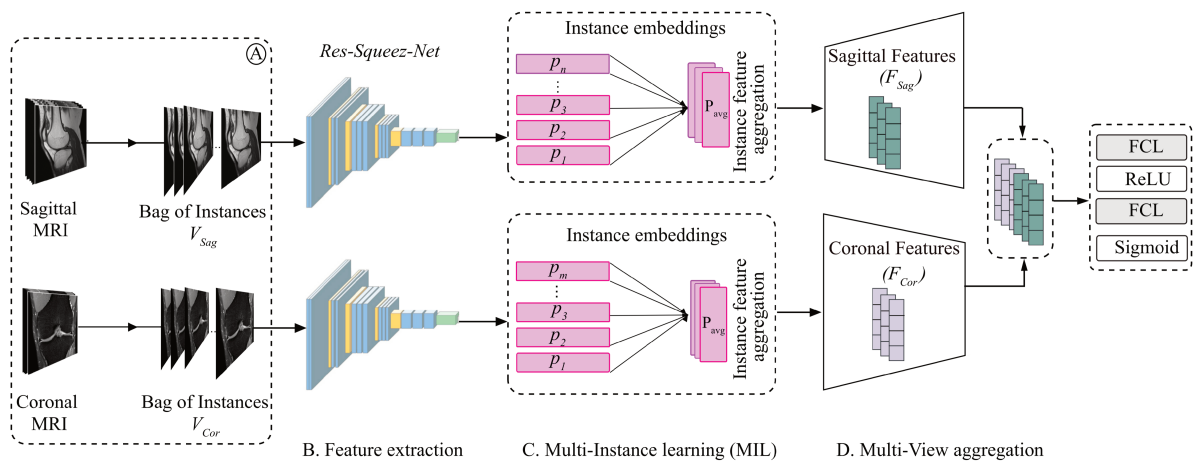 A
Sagittal
MRI
Bag of Instances
V_Sag
Coronal
MRI
Bag of Instances
V_Cor
Res-Squeez-Net
B. Feature extraction
Instance embeddings
p_n
p_3
p_2
p_1
P_avg
Instance feature
aggregation
Instance embeddings
p_m
p_3
p_2
p_1
P_avg
Instance feature
aggregation
C. Multi-Instance learning (MIL)
Sagittal Features
(F_Sag)
Coronal Features
(F_Cor)
D. Multi-View aggregation
FCL
ReLU
FCL
Sigmoid